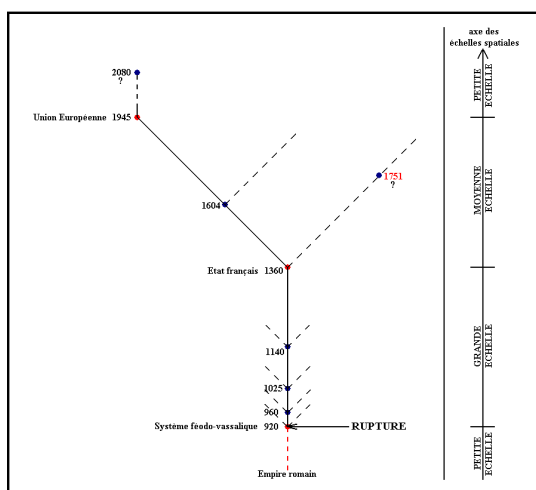 axe des
échelles spatiales
2080
?
PETITE
ECHELLE
Union Européenne 1945
1751
?
1604
MOYENNE
ECHELLE
Etat français 1360
1140
GRANDE
ECHELLE
1025
960
Système féodo-vassalique 920
RUPTURE
PETITE
ECHELLE
Empire romain